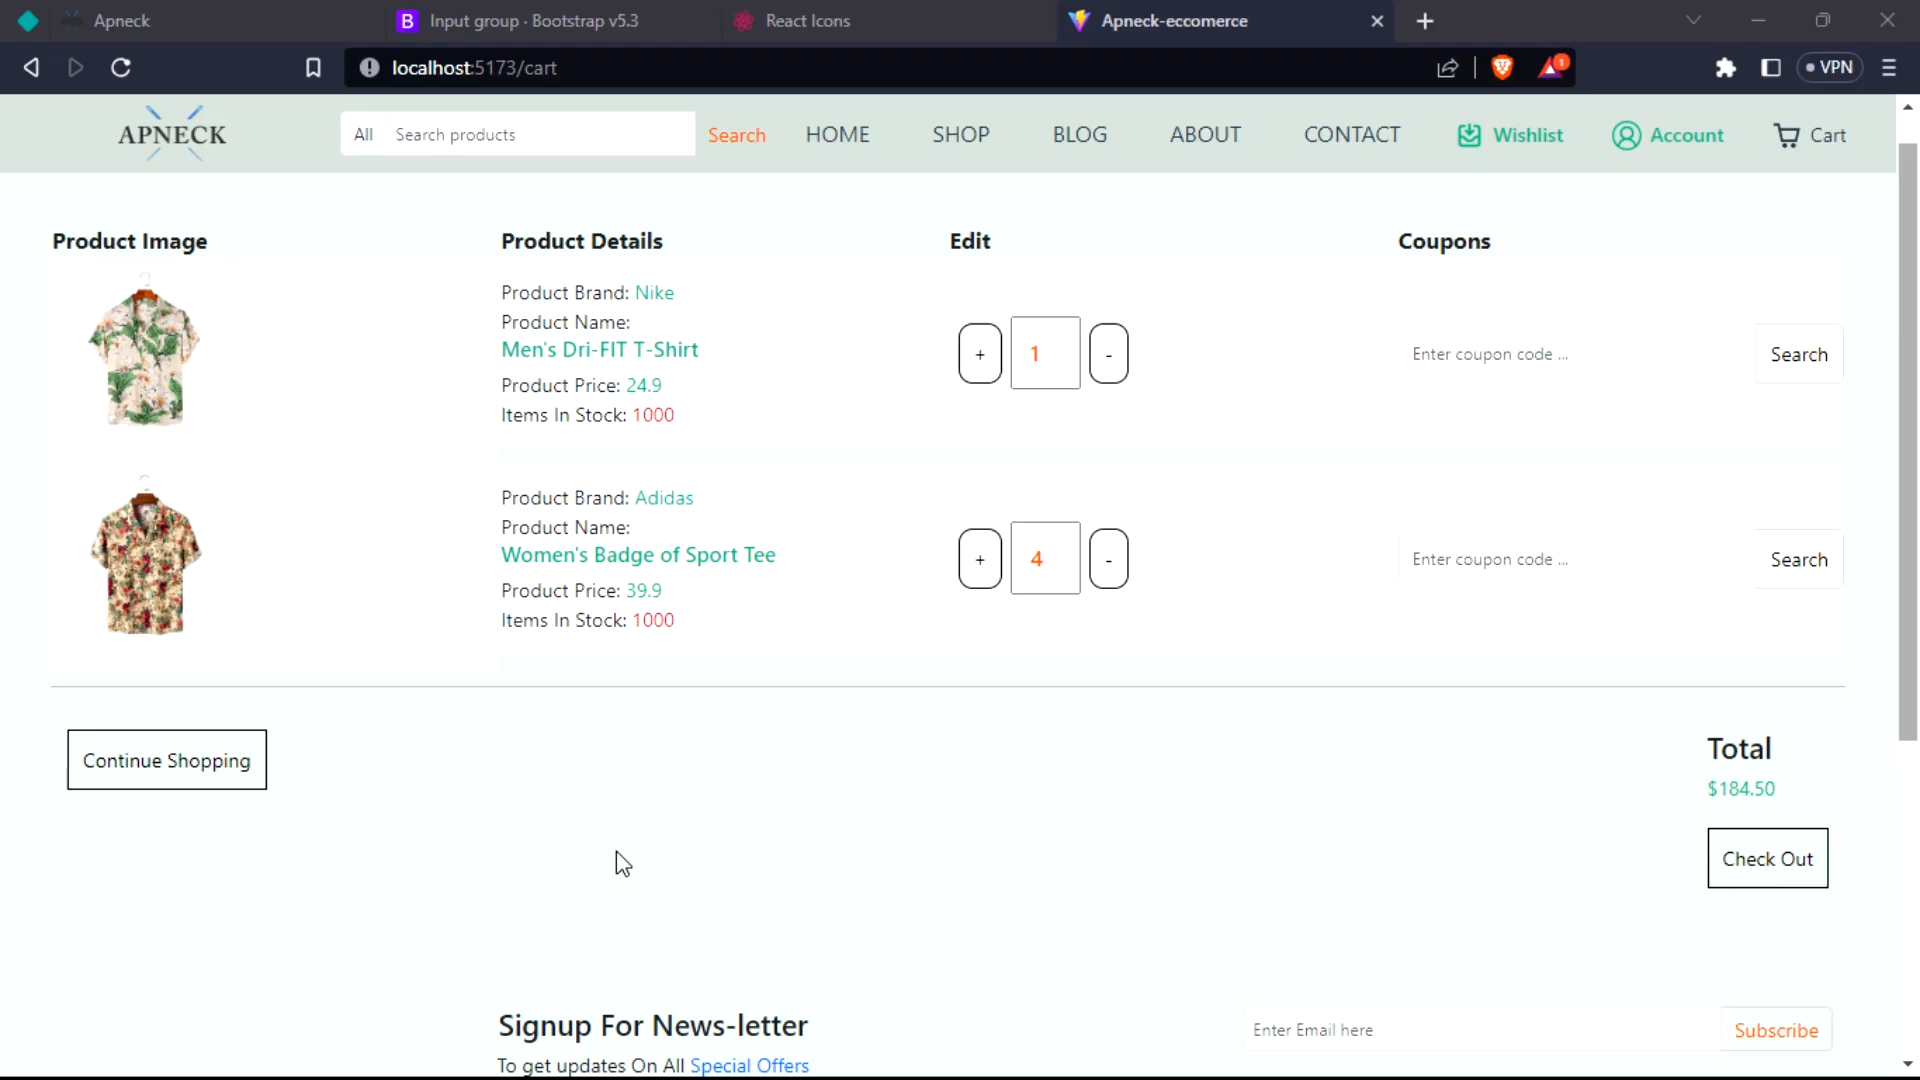 Apneck
Input group · Bootstrap v5.3
React Icons
Apneck-eccomerce
localhost:5173/cart
1
VPN
APNECK
All
Search products
Search
HOME
SHOP
BLOG
ABOUT
CONTACT
Wishlist
Account
Cart
Product Image
Product Details
Edit
Coupons
Product Brand: Nike
Product Name:
Men's Dri-FIT T-Shirt
Product Price: 24.9
Items In Stock: 1000
+
1
-
Enter coupon code ...
Search
Product Brand: Adidas
Product Name:
Women's Badge of Sport Tee
Product Price: 39.9
Items In Stock: 1000
+
4
-
Enter coupon code ...
Search
Continue Shopping
Total
$184.50
Check Out
Signup For News-letter
To get updates On All Special Offers
Enter Email here
Subscribe